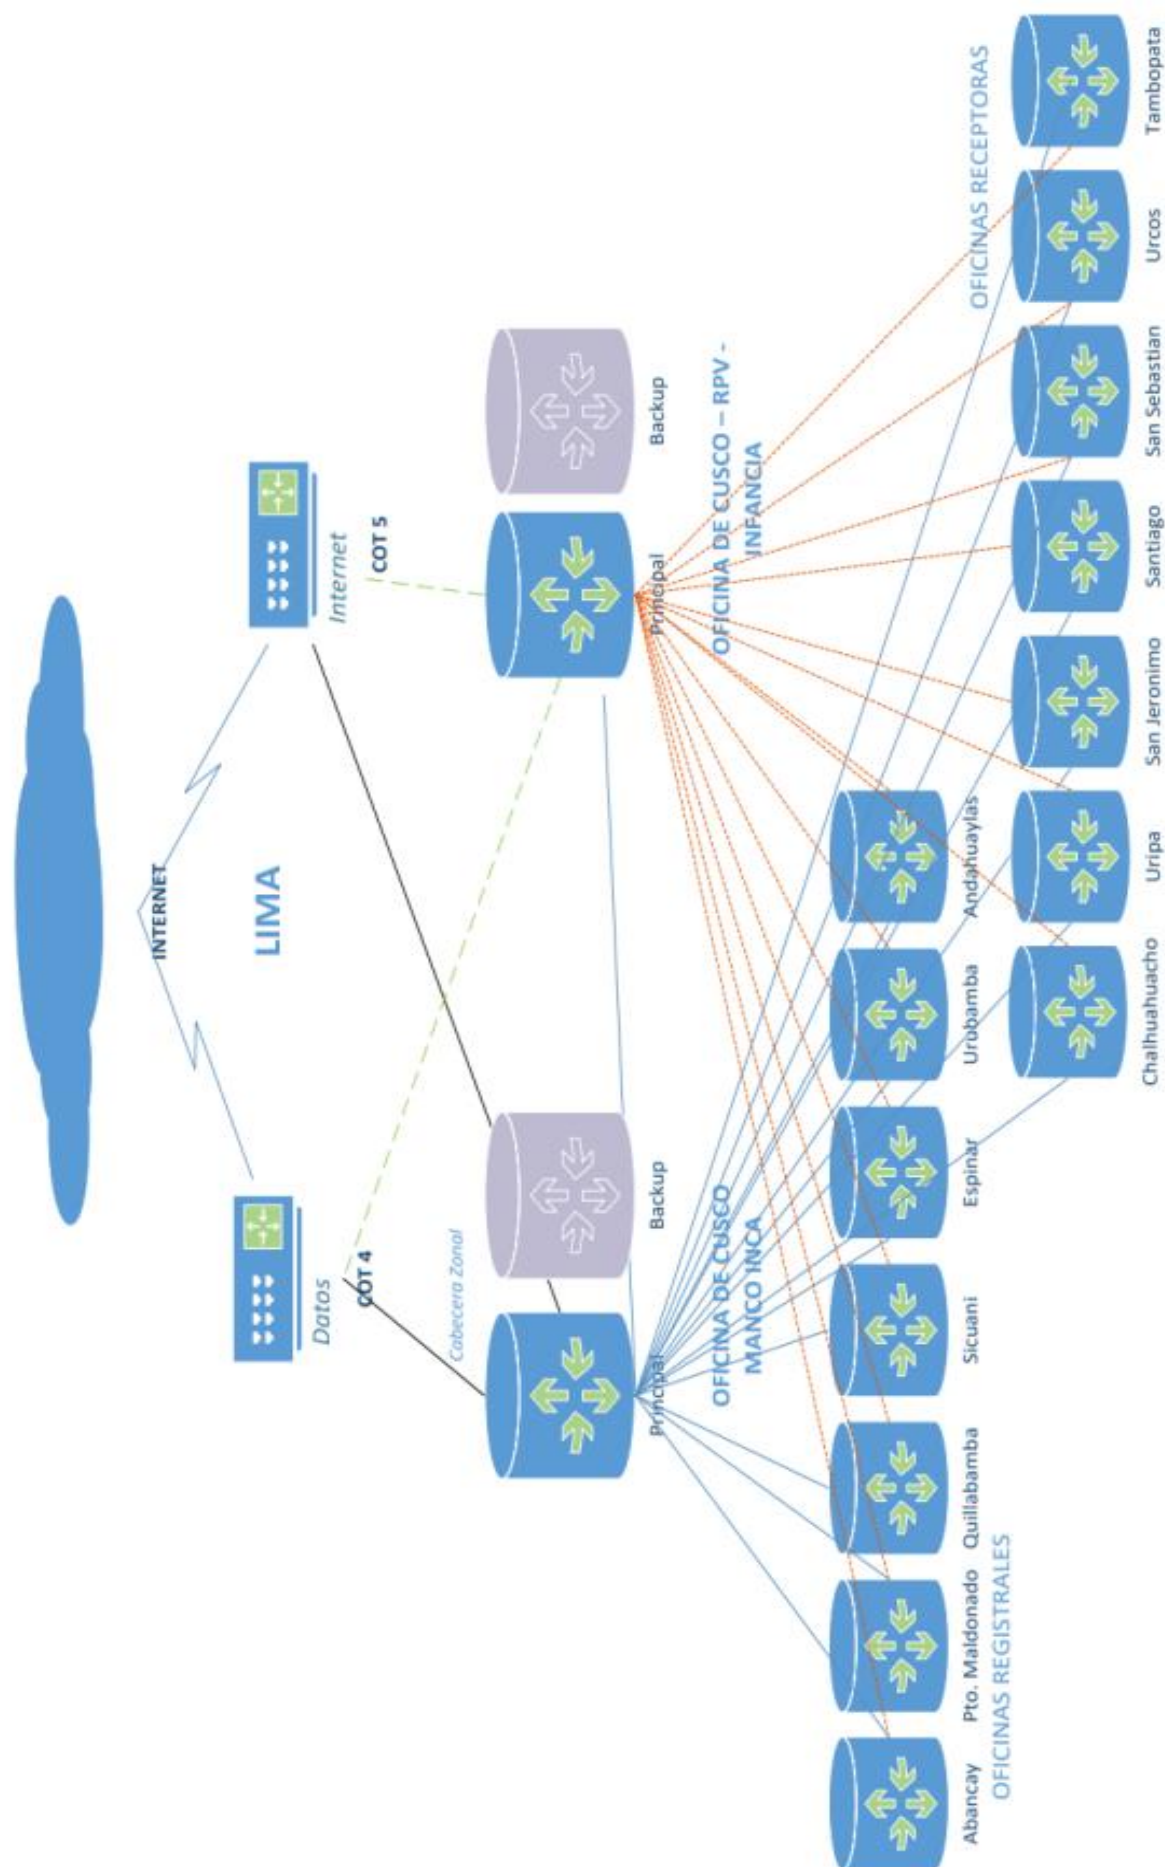 INTERNET
LIMA
Datos
COT 4
Internet
COT 5
Cabecera Zonal
Principal
Backup
Principal
Backup
OFICINA DE CUSCO
MANCO INCA
OFICINA DE CUSCO – RPV -
INFANCIA
Abancay
Pto. Maldonado
Quillabamba
Sicuani
Espinar
Urubamba
Andahuaylas
OFICINAS REGISTRALES
OFICINAS RECEPTORAS
Chalhuahuacho
Uripa
San Jeronimo
Santiago
San Sebastian
Urcos
Tambopata